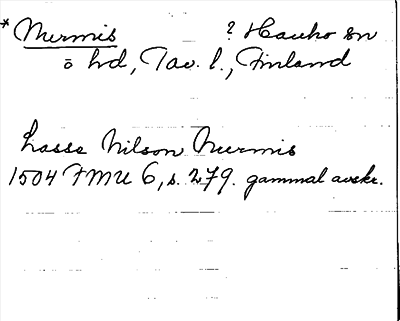 * Nurmis ? Hauho sn
ö hd, Tav. l., Finland
Lasse Nilson Nurmis
1504 FMU 6, s. 279. gammal avskr.